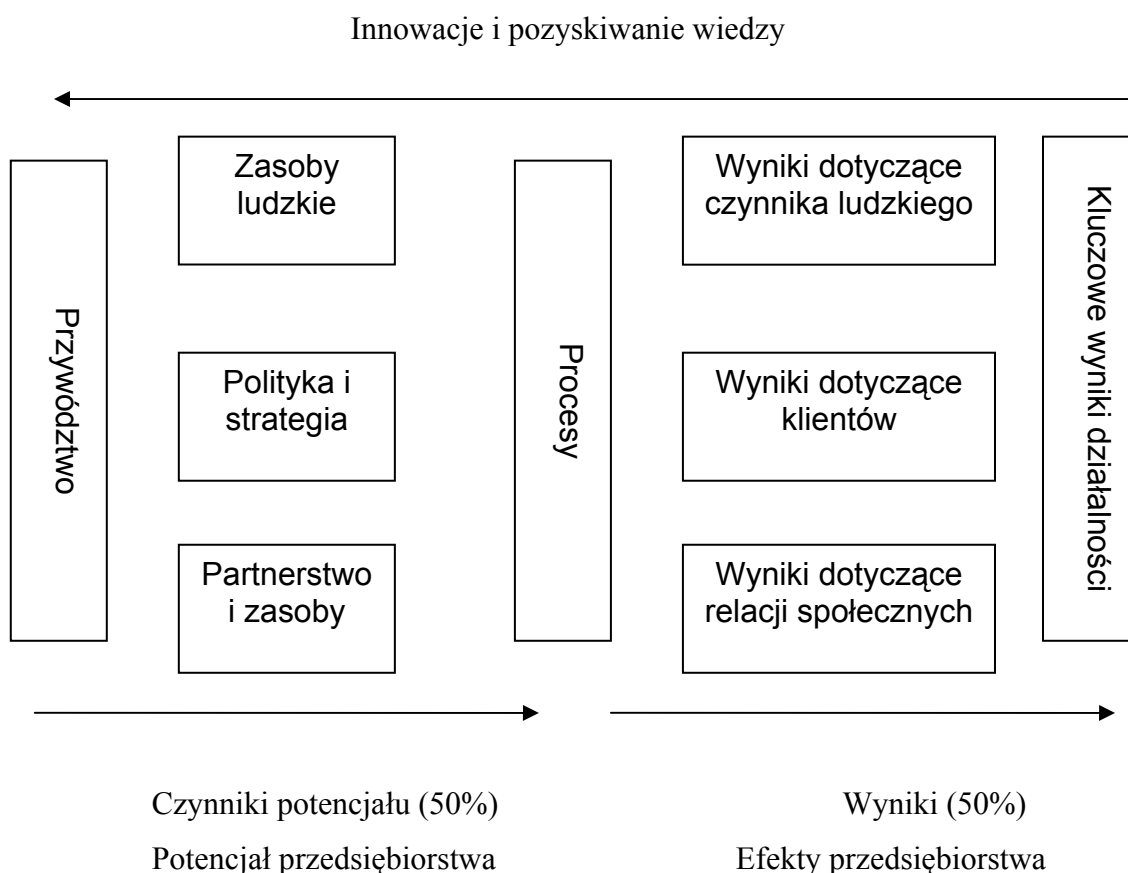 Innowacje i pozyskiwanie wiedzy
Przywództwo
Zasoby
ludzkie
Polityka i
strategia
Partnerstwo
i zasoby
Procesy
Wyniki dotyczące
czynnika ludzkiego
Wyniki dotyczące
klientów
Wyniki dotyczące
relacji społecznych
Kluczowe wyniki działalności
Czynniki potencjału (50%)
Wyniki (50%)
Potencjał przedsiębiorstwa
Efekty przedsiębiorstwa